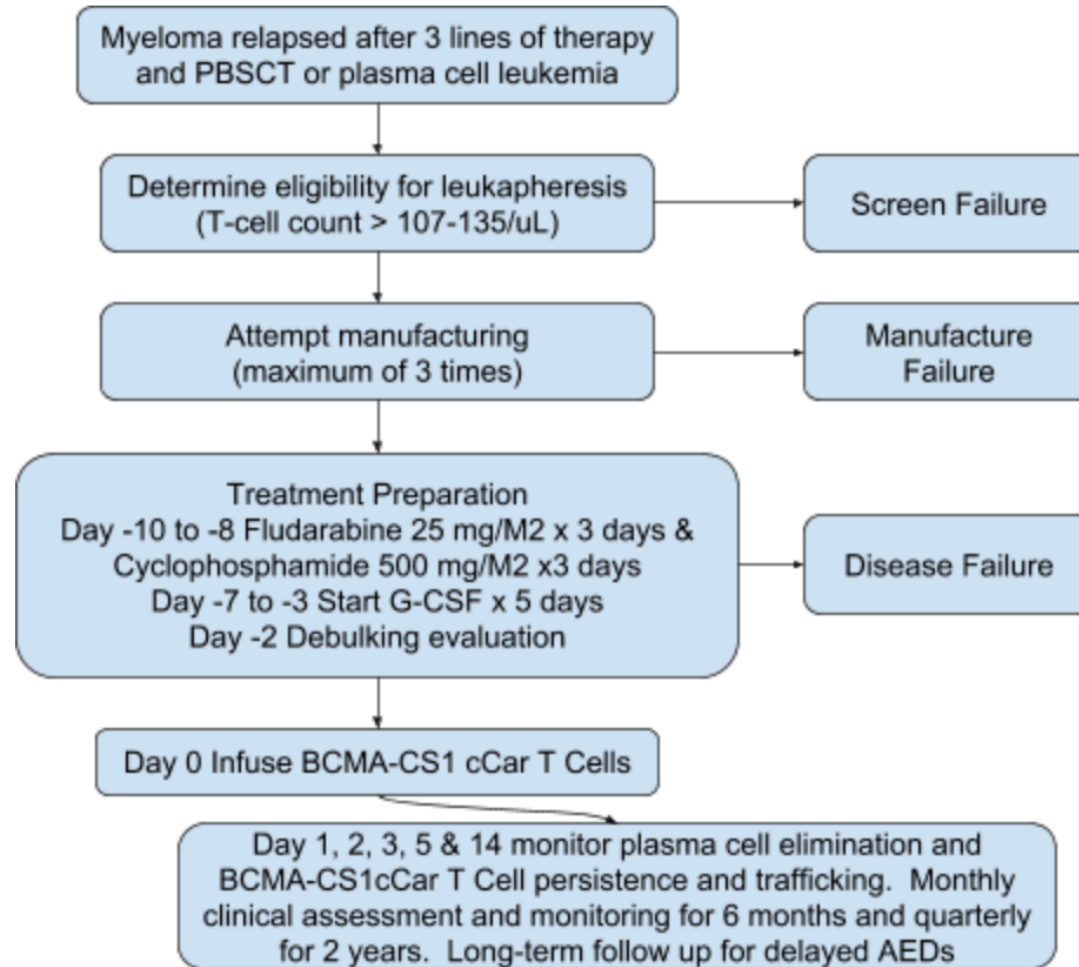 Myeloma relapsed after 3 lines of therapy
and PBSCT or plasma cell leukemia
Determine eligibility for leukapheresis
(T-cell count > 107-135/uL)
Screen Failure
Attempt manufacturing
(maximum of 3 times)
Manufacture
Failure
Treatment Preparation
Day -10 to -8 Fludarabine 25 mg/M2 x 3 days &
Cyclophosphamide 500 mg/M2 x3 days
Day -7 to -3 Start G-CSF x 5 days
Day -2 Debulking evaluation
Disease Failure
Day 0 Infuse BCMA-CS1 cCar T Cells
Day 1, 2, 3, 5 & 14 monitor plasma cell elimination and
BCMA-CS1cCar T Cell persistence and trafficking.  Monthly
clinical assessment and monitoring for 6 months and quarterly
for 2 years.  Long-term follow up for delayed AEDs